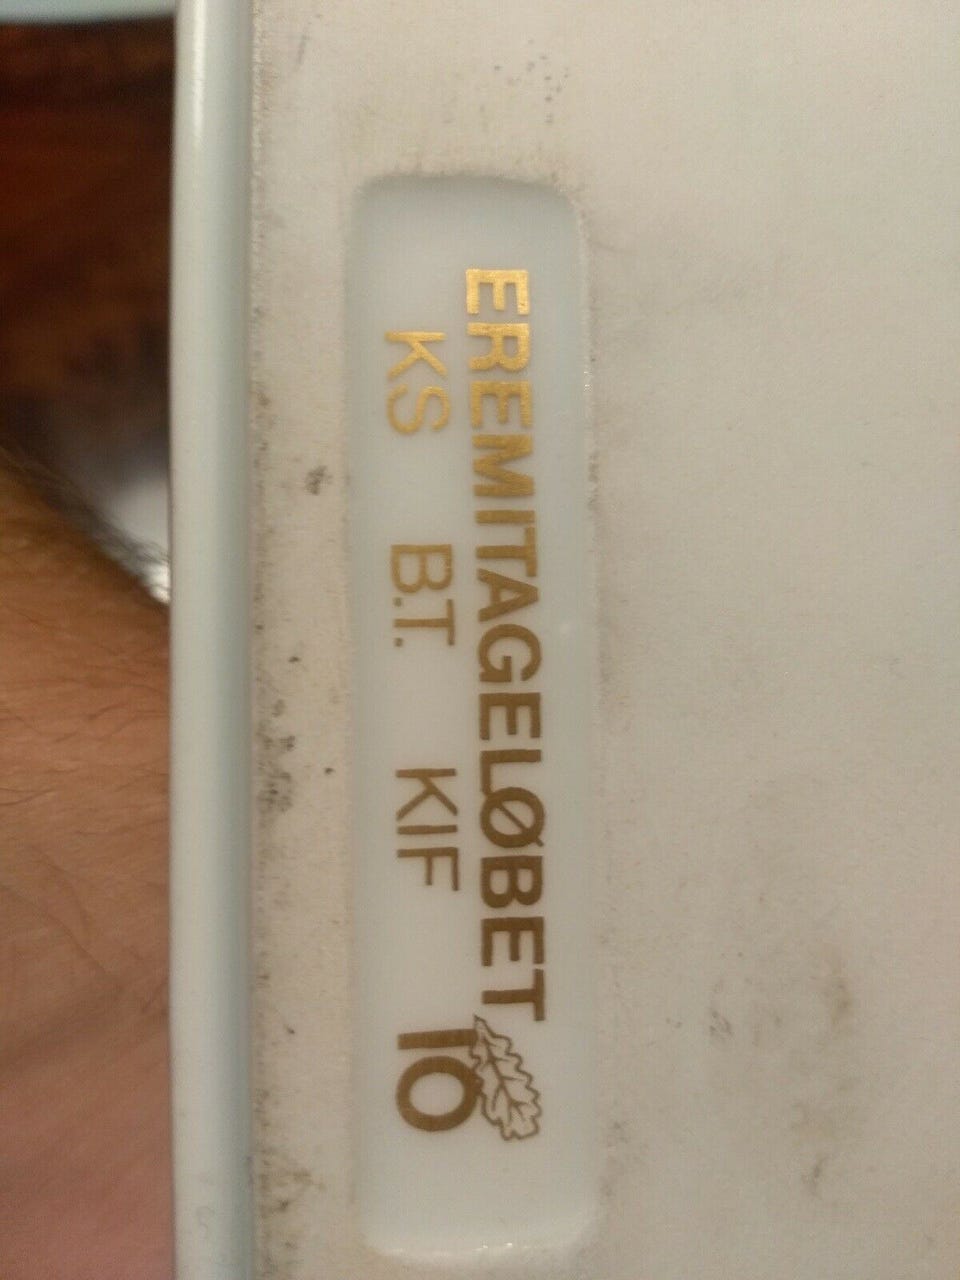 EREMITAGELØBET
KS B.T. KIF 10